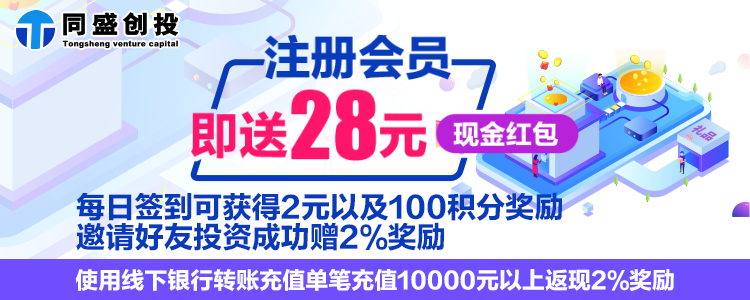 同盛创投
Tongsheng venture capital
注册会员
即送28元
现金红包
礼品
每日签到可获得2元以及100积分奖励
邀请好友投资成功赠2%奖励
使用线下银行转账充值单笔充值10000元以上返现2%奖励